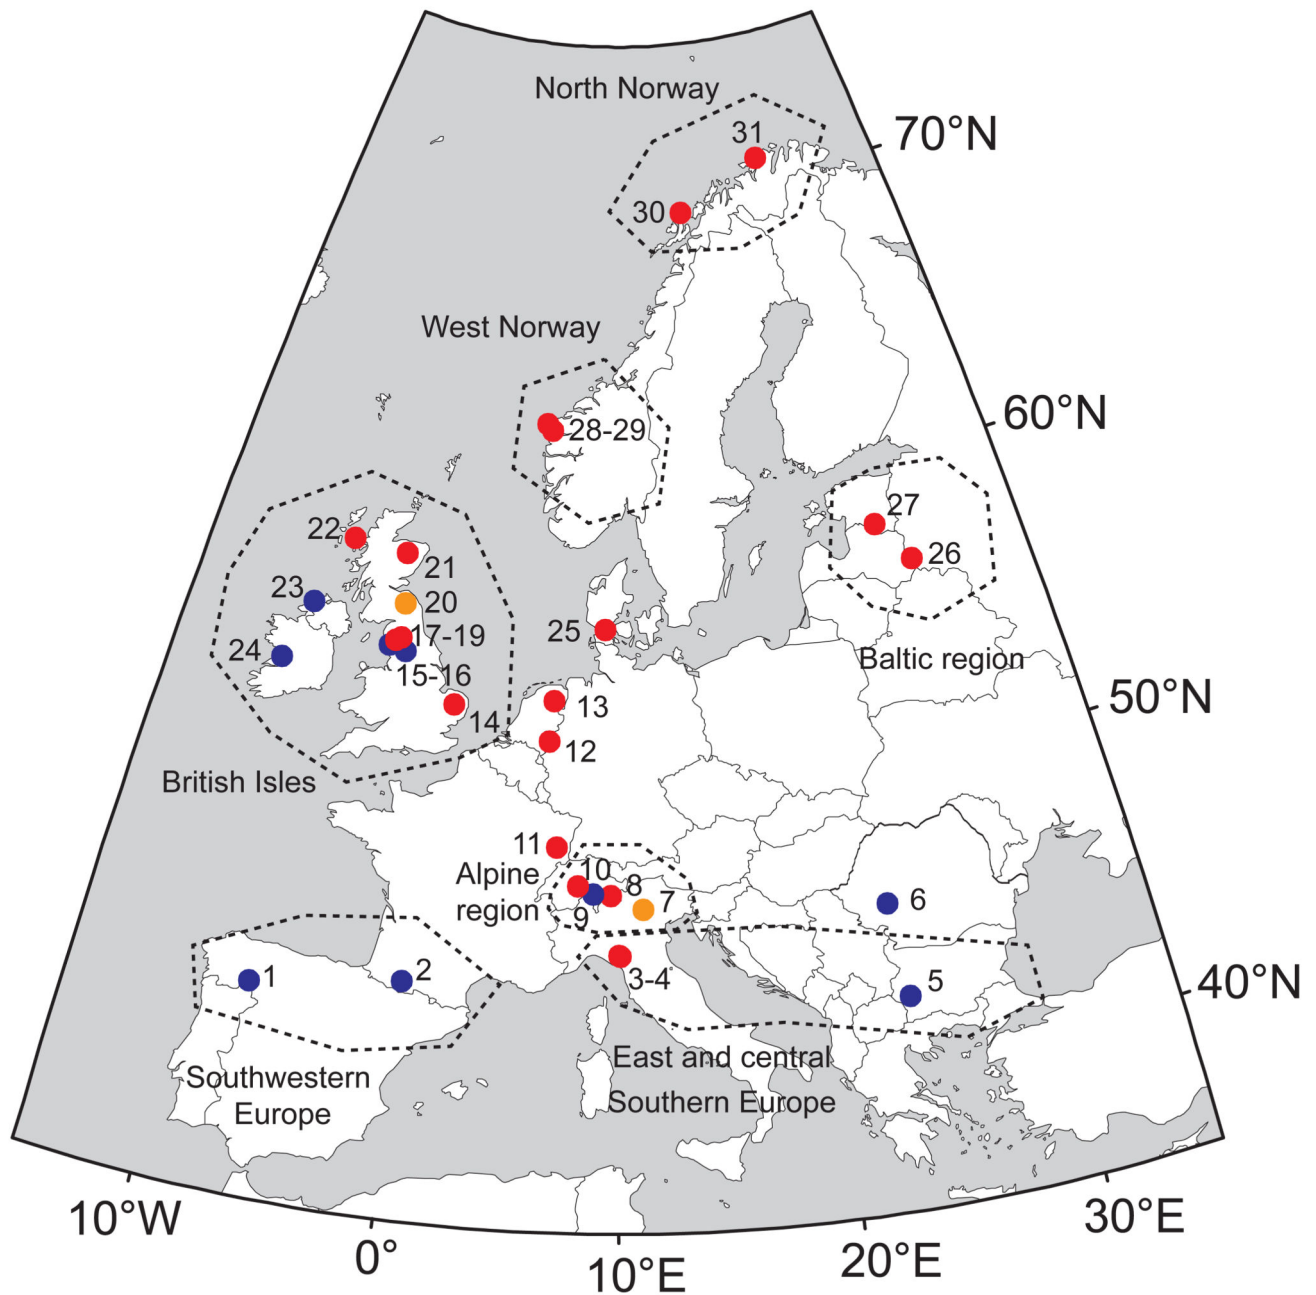 North Norway
70°N
31
30
West Norway
60°N
28-29
27
26
22
21
23
20
17-19
24
25
15-16
Baltic region
14
13
50°N
12
British Isles
11
10
Alpine
region
8
7
9
6
1
2
3-4
5
40°N
Southwestern
Europe
East and central
Southern Europe
10°W
0°
10°E
20°E
30°E